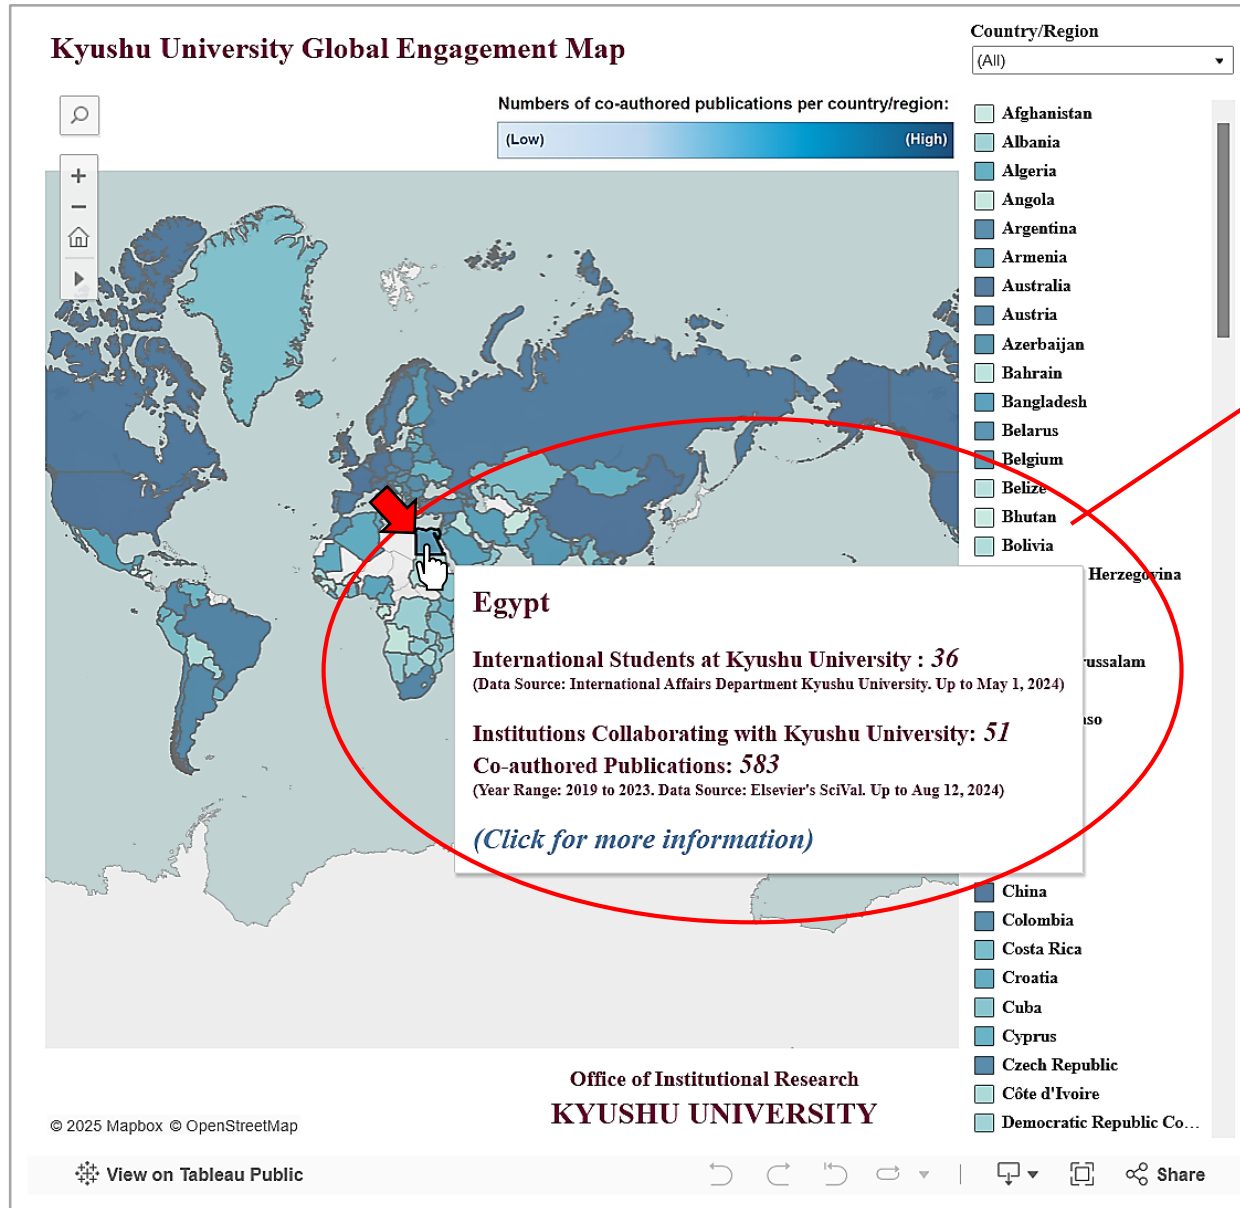 Kyushu University Global Engagement Map
Country/Region
(All)
Numbers of co-authored publications per country/region:
(Low)
(High)
Afghanistan
Albania
Algeria
Angola
Argentina
Armenia
Australia
Austria
Azerbaijan
Bahrain
Bangladesh
Belarus
Belgium
Belize
Bhutan
Bolivia
Herzegovina
russalam
aso
Egypt
International Students at Kyushu University : 36
(Data Source: International Affairs Department Kyushu University. Up to May 1, 2024)
Institutions Collaborating with Kyushu University: 51
Co-authored Publications: 583
(Year Range: 2019 to 2023. Data Source: Elsevier's SciVal. Up to Aug 12, 2024)
(Click for more information)
China
Colombia
Costa Rica
Croatia
Cuba
Cyprus
Czech Republic
Côte d'Ivoire
Democratic Republic Co...
Office of Institutional Research
KYUSHU UNIVERSITY
© 2025 Mapbox © OpenStreetMap
View on Tableau Public
Share